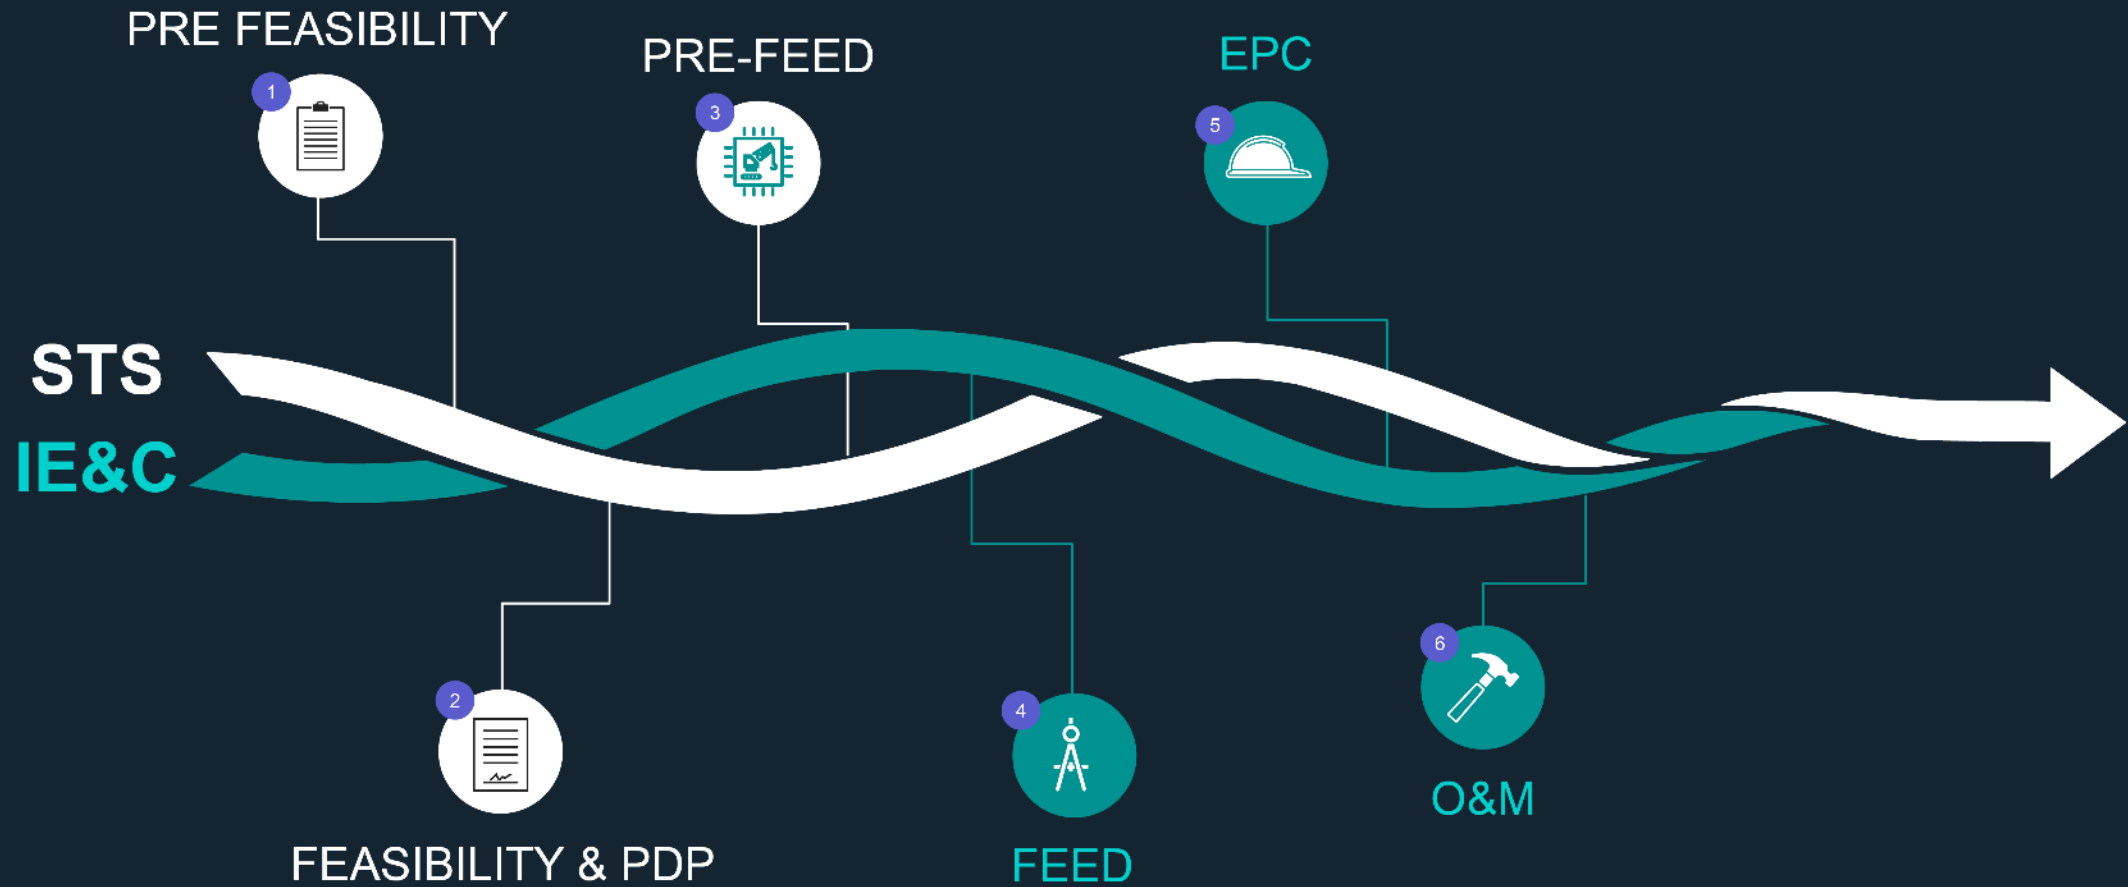 PRE FEASIBILITY
1
PRE-FEED
3
EPC
5
STS
IE&C
2
FEASIBILITY & PDP
4
FEED
6
O&M